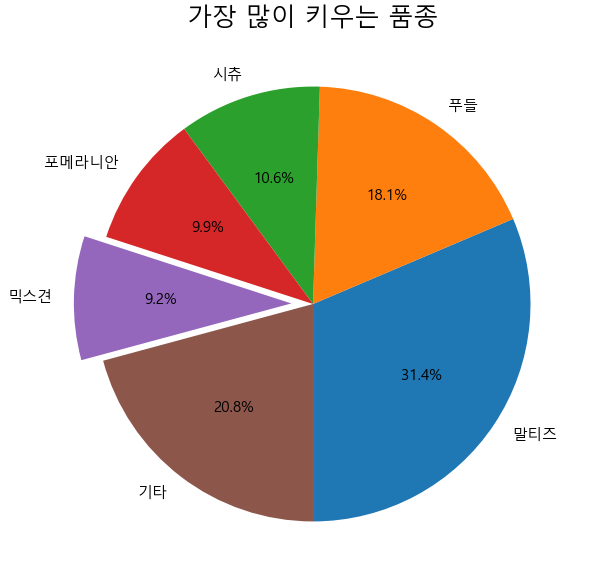 가장 많이 키우는 품종
시츄
푸들
포메라니안
10.6%
18.1%
9.9%
믹스견
9.2%
31.4%
20.8%
말티즈
기타